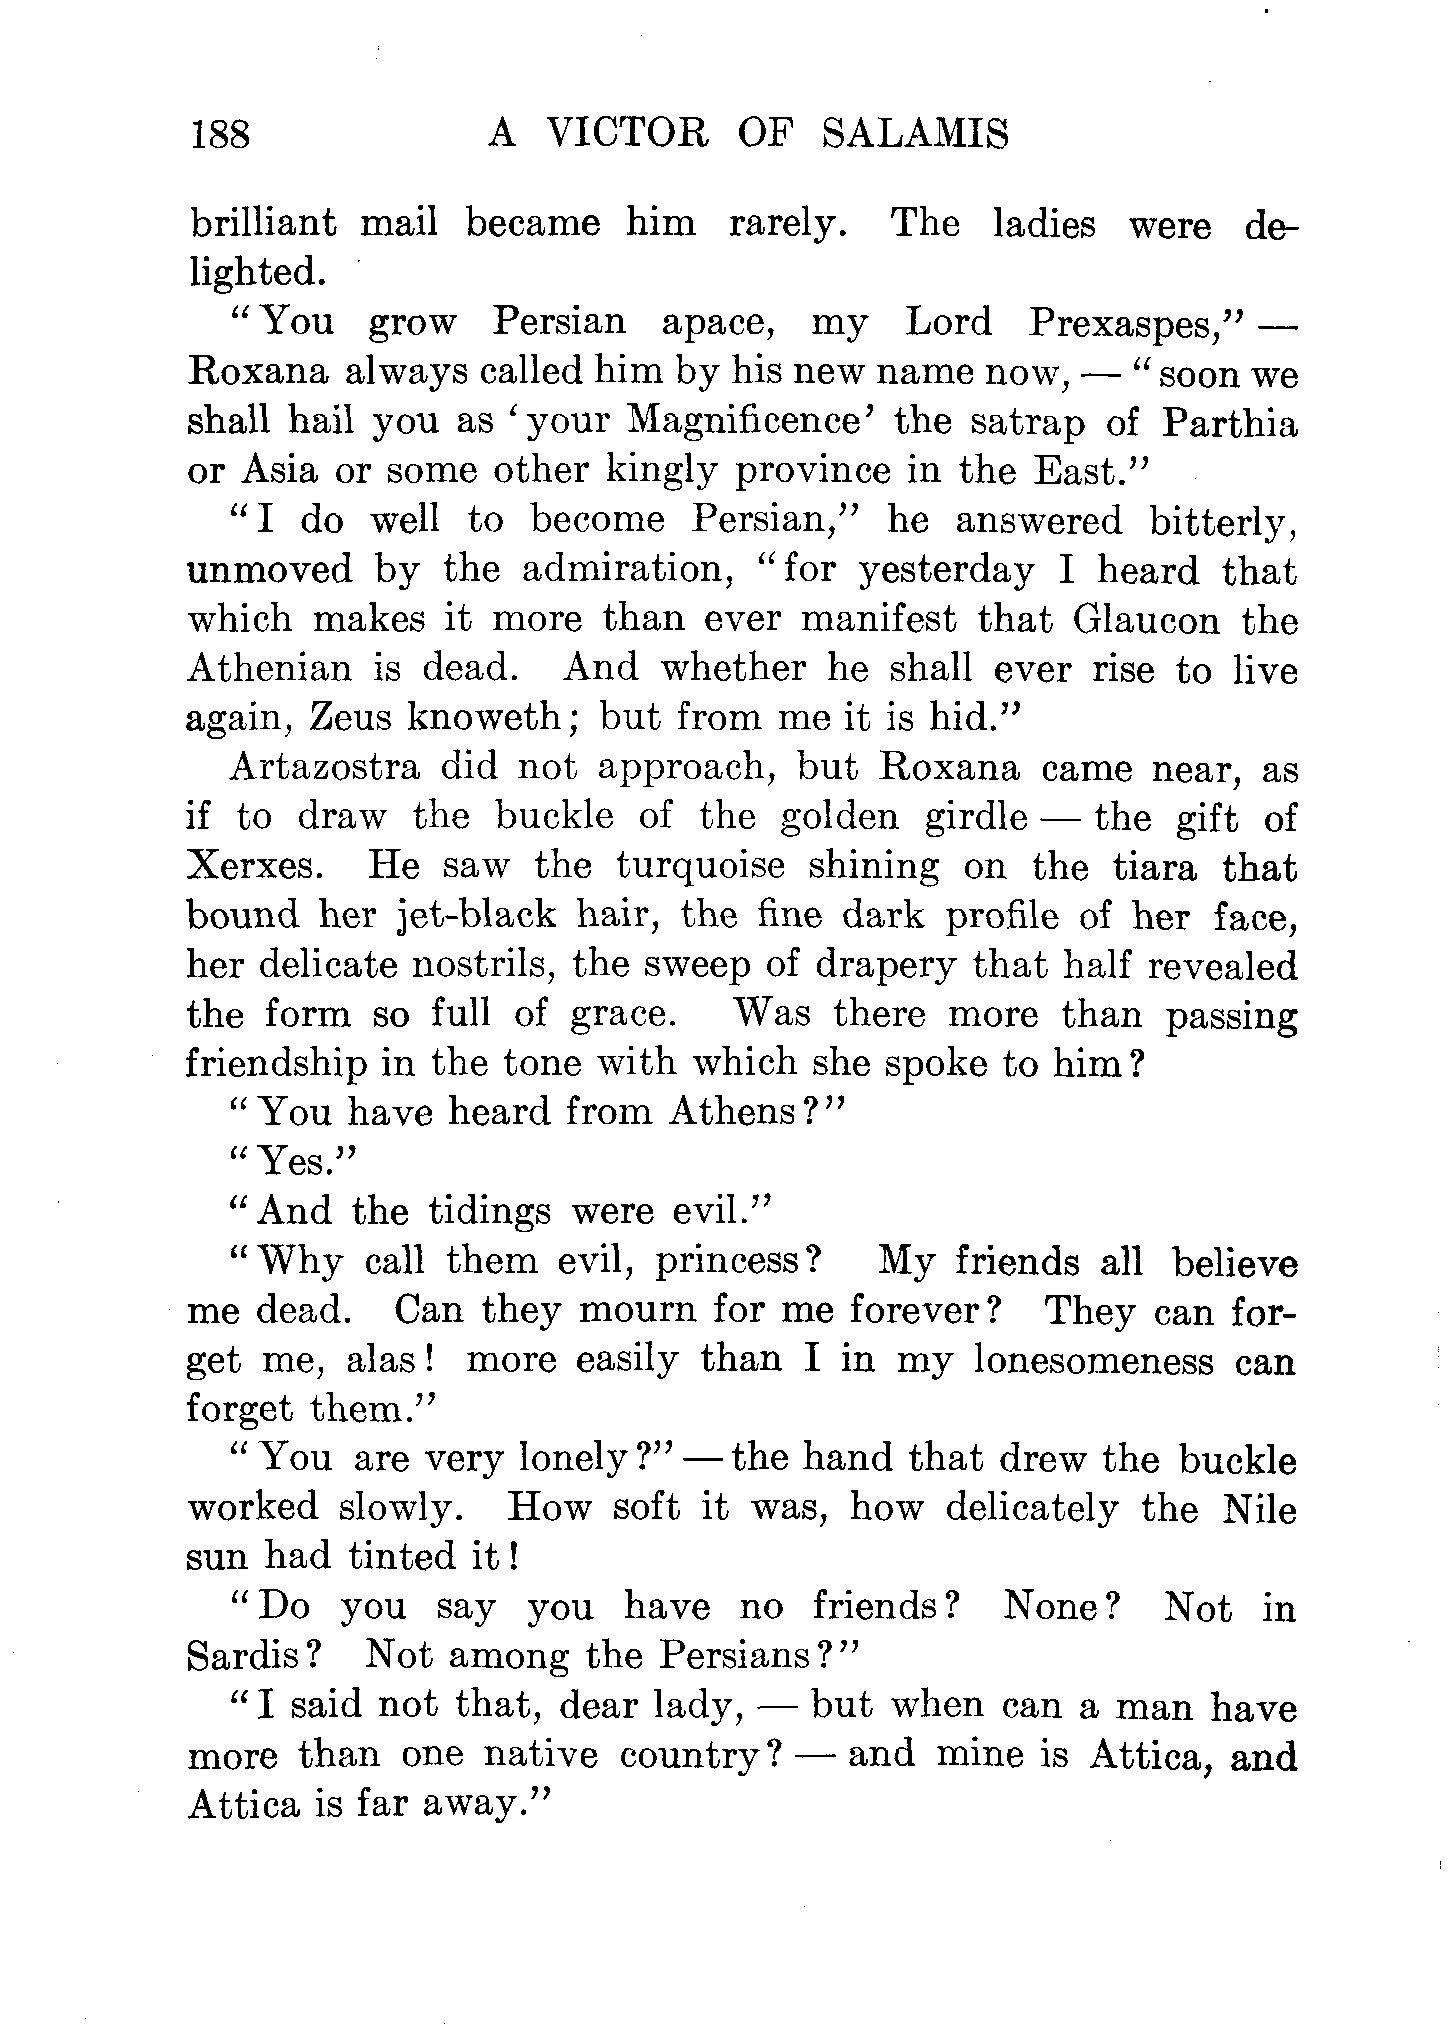 188 A VICTOR OF SALAMIS
brilliant mail became him rarely. The ladies were de-
lighted.
“You grow Persian apace, my Lord Prexaspes,” —
Roxana always called him by his new name now, — “soon we
shall hail you as ‘your Magnificence’ the satrap of Parthia
or Asia or some other kingly province in the East.”
“I do well to become Persian,” he answered bitterly,
unmoved by the admiration, “for yesterday I heard that
which makes it more than ever manifest that Glaucon the
Athenian is dead. And whether he shall ever rise to live
again, Zeus knoweth; but from me it is hid.”
Artazostra did not approach, but Roxana came near, as
if to draw the buckle of the golden girdle — the gift of
Xerxes. He saw the turquoise shining on the tiara that
bound her jet-black hair, the fine dark profile of her face,
her delicate nostrils, the sweep of drapery that half revealed
the form so full of grace. Was there more than passing
friendship in the tone with which she spoke to him?
“You have heard from Athens?”
“Yes.”
“And the tidings were evil.”
“Why call them evil, princess? My friends all believe
me dead. Can they mourn for me forever? They can for-
get me, alas! more easily than I in my lonesomeness can
forget them.”
“You are very lonely?” — the hand that drew the buckle
worked slowly. How soft it was, how delicately the Nile
sun had tinted it!
“Do you say you have no friends? None? Not in
Sardis? Not among the Persians?”
“I said not that, dear lady, — but when can a man have
more than one native country? — and mine is Attica, and
Attica is far away.”